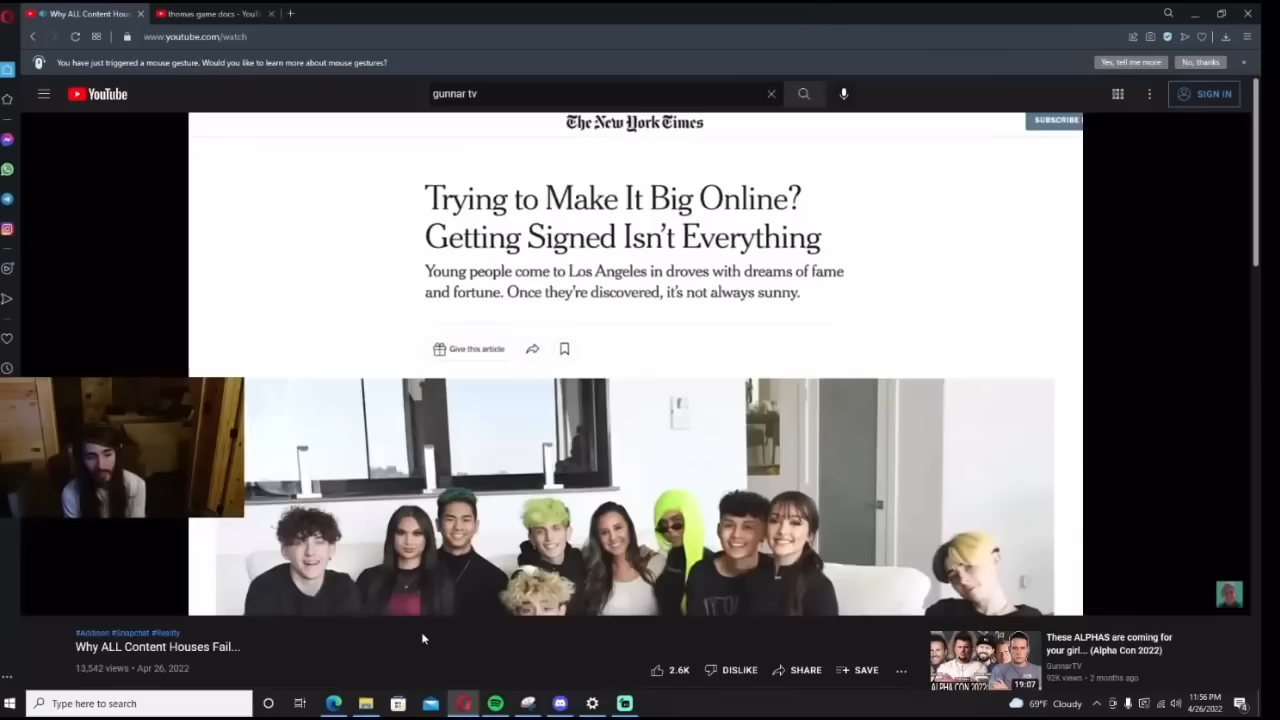 Why ALL Content Hous
thomas game docs - YouT
www.youtube.com/watch
You have just triggered a mouse gesture. Would you like to learn more about mouse gestures?
Yes, tell me more
No, thanks
YouTube
gunnar tv
SIGN IN
The New York Times
SUBSCRIBE
Trying to Make It Big Online?
Getting Signed Isn't Everything
Young people come to Los Angeles in droves with dreams of fame
and fortune. Once they're discovered, it's not always sunny.
Give this article
#Addison #Snapchat #Reality
Why ALL Content Houses Fail...
13,542 views • Apr 26, 2022
2.6K
DISLIKE
SHARE
SAVE
ALPHA CON 2022
19:07
These ALPHAS are coming for
your girl... (Alpha Con 2022)
GunnarTV
92K views • 2 months ago
Type here to search
69°F Cloudy
11:56 PM
4/26/2022